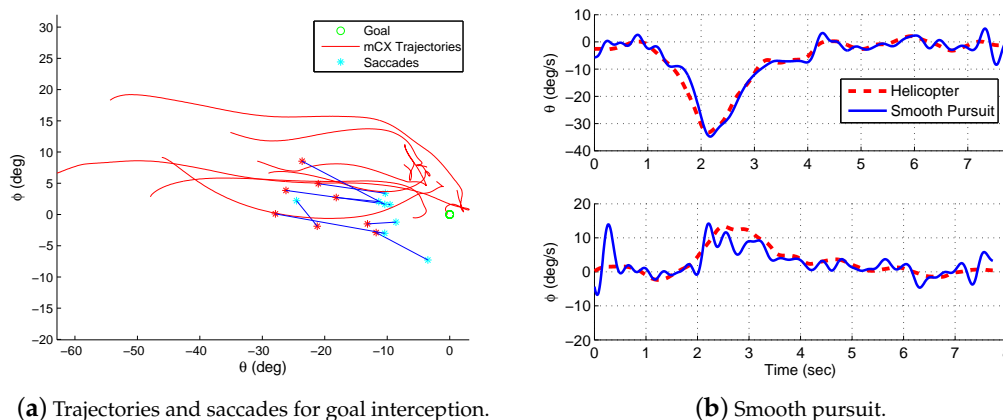 Goal
mCX Trajectories
Saccades
30
25
20
15
10
5
0
−5
−10
−15
−20
ϕ (deg)
−60 −50 −40 −30 −20 −10 0
θ (deg)
(a) Trajectories and saccades for goal interception.
10
0
−10
−20
−30
−40
θ (deg/s)
Helicopter
Smooth Pursuit
0 1 2 3 4 5 6 7
20
10
0
−10
−20
ϕ (deg/s)
0 1 2 3 4 5 6 7
Time (sec)
(b) Smooth pursuit.